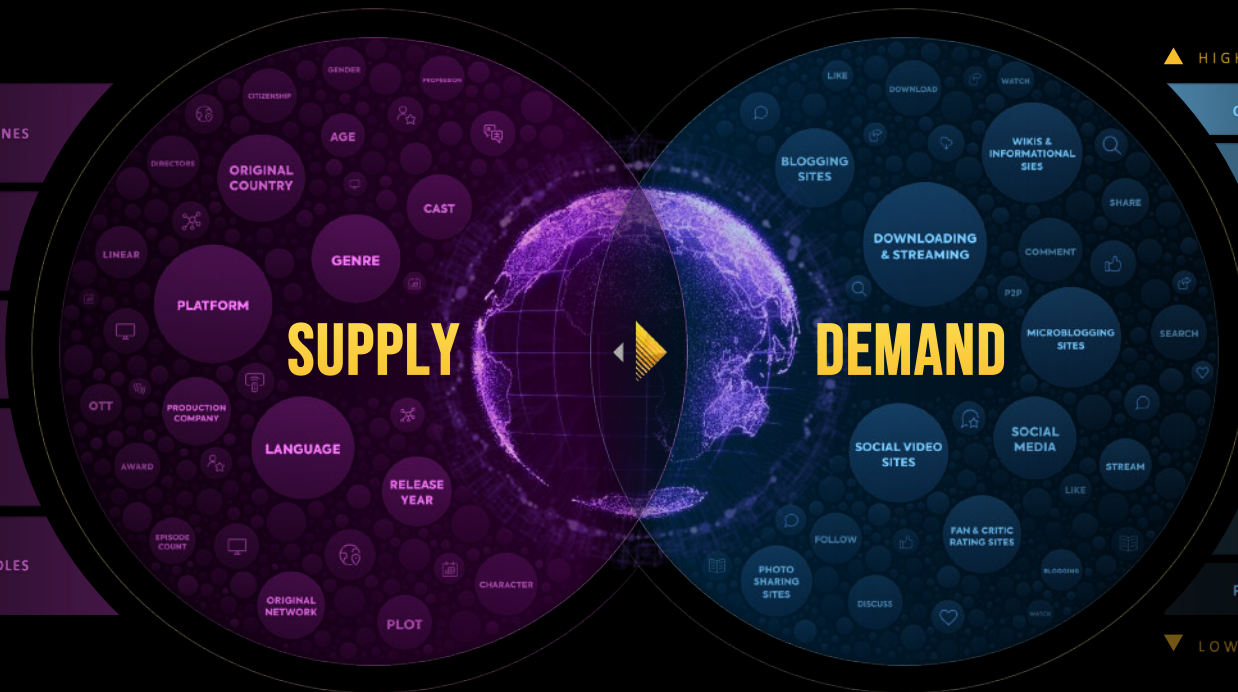 NES
OLES
GENDER
PROFESSION
CITIZENSHIP
AGE
DIRECTORS
ORIGINAL
COUNTRY
CAST
LINEAR
GENRE
PLATFORM
SUPPLY
OTT
PRODUCTION
COMPANY
LANGUAGE
AWARD
RELEASE
YEAR
EPISODE
COUNT
CHARACTER
ORIGINAL
NETWORK
PLOT
LIKE
DOWNLOAD
WATCH
BLOGGING
SITES
WIKIS &
INFORMATIONAL
SIES
SHARE
DOWNLOADING
& STREAMING
COMMENT
P2P
MICROBLOGGING
SITES
SEARCH
DEMAND
SOCIAL VIDEO
SITES
SOCIAL
MEDIA
STREAM
LIKE
FAN & CRITIC
RATING SITES
FOLLOW
PHOTO
SHARING
SITES
BLOGGING
DISCUSS
WATCH
HIGH
LOW